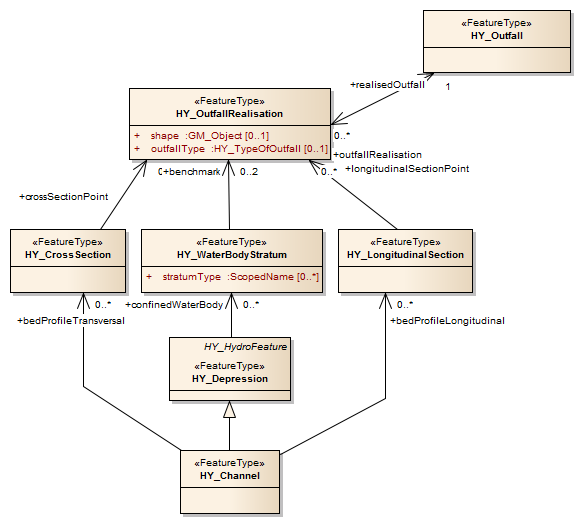 «FeatureType»
HY_Outfall
+realisedOutfall
1
«FeatureType»
HY_OutfallRealisation
+ shape :GM_Object [0..1]
+ outfallType :HY_TypeOfOutfall [0..1]
0..*
+outfallRealisation
+benchmark
0..2
0..*
+longitudinalSectionPoint
+crossSectionPoint
«FeatureType»
HY_CrossSection
«FeatureType»
HY_WaterBodyStratum
+ stratumType :ScopedName [0..*]
«FeatureType»
HY_LongitudinalSection
0..*
+confinedWaterBody
0..*
0..*
+bedProfileTransversal
+bedProfileLongitudinal
HY_HydroFeature
«FeatureType»
HY_Depression
«FeatureType»
HY_Channel